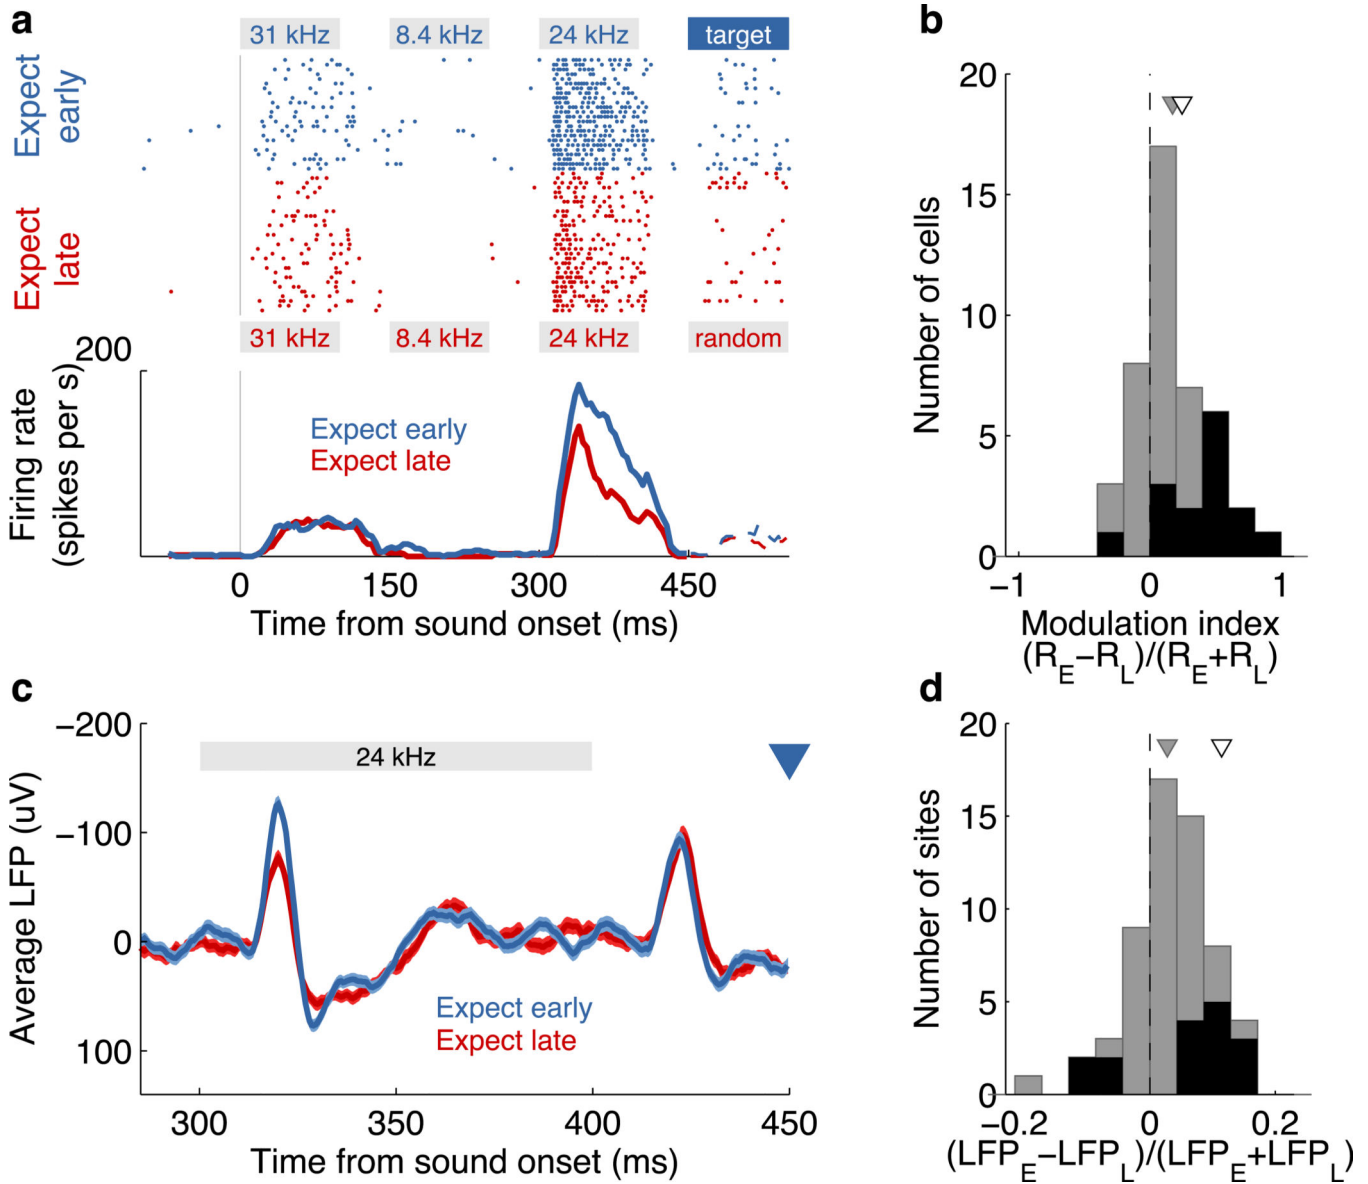 a
31 kHz 8.4 kHz 24 kHz target
Expect
early
Expect
late
31 kHz 8.4 kHz 24 kHz random
200
Firing rate
(spikes per s)
Expect early
Expect late
0 150 300 450
Time from sound onset (ms)
b
20
15
10
5
0
Number of cells
−1 0 1
Modulation index
(R_E−R_L)/(R_E+R_L)
c
−200
−100
0
100
Average LFP (uV)
24 kHz
Expect early
Expect late
300 350 400 450
Time from sound onset (ms)
d
20
15
10
5
0
Number of sites
−0.2 0 0.2
(LFP_E−LFP_L)/(LFP_E+LFP_L)